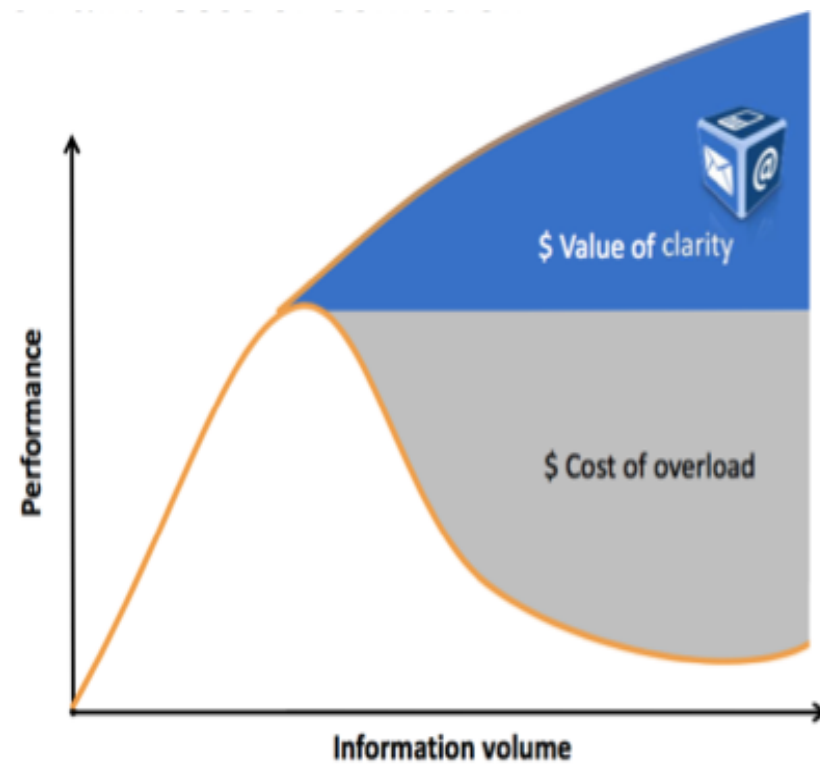 $ Value of clarity
$ Cost of overload
Performance
Information volume